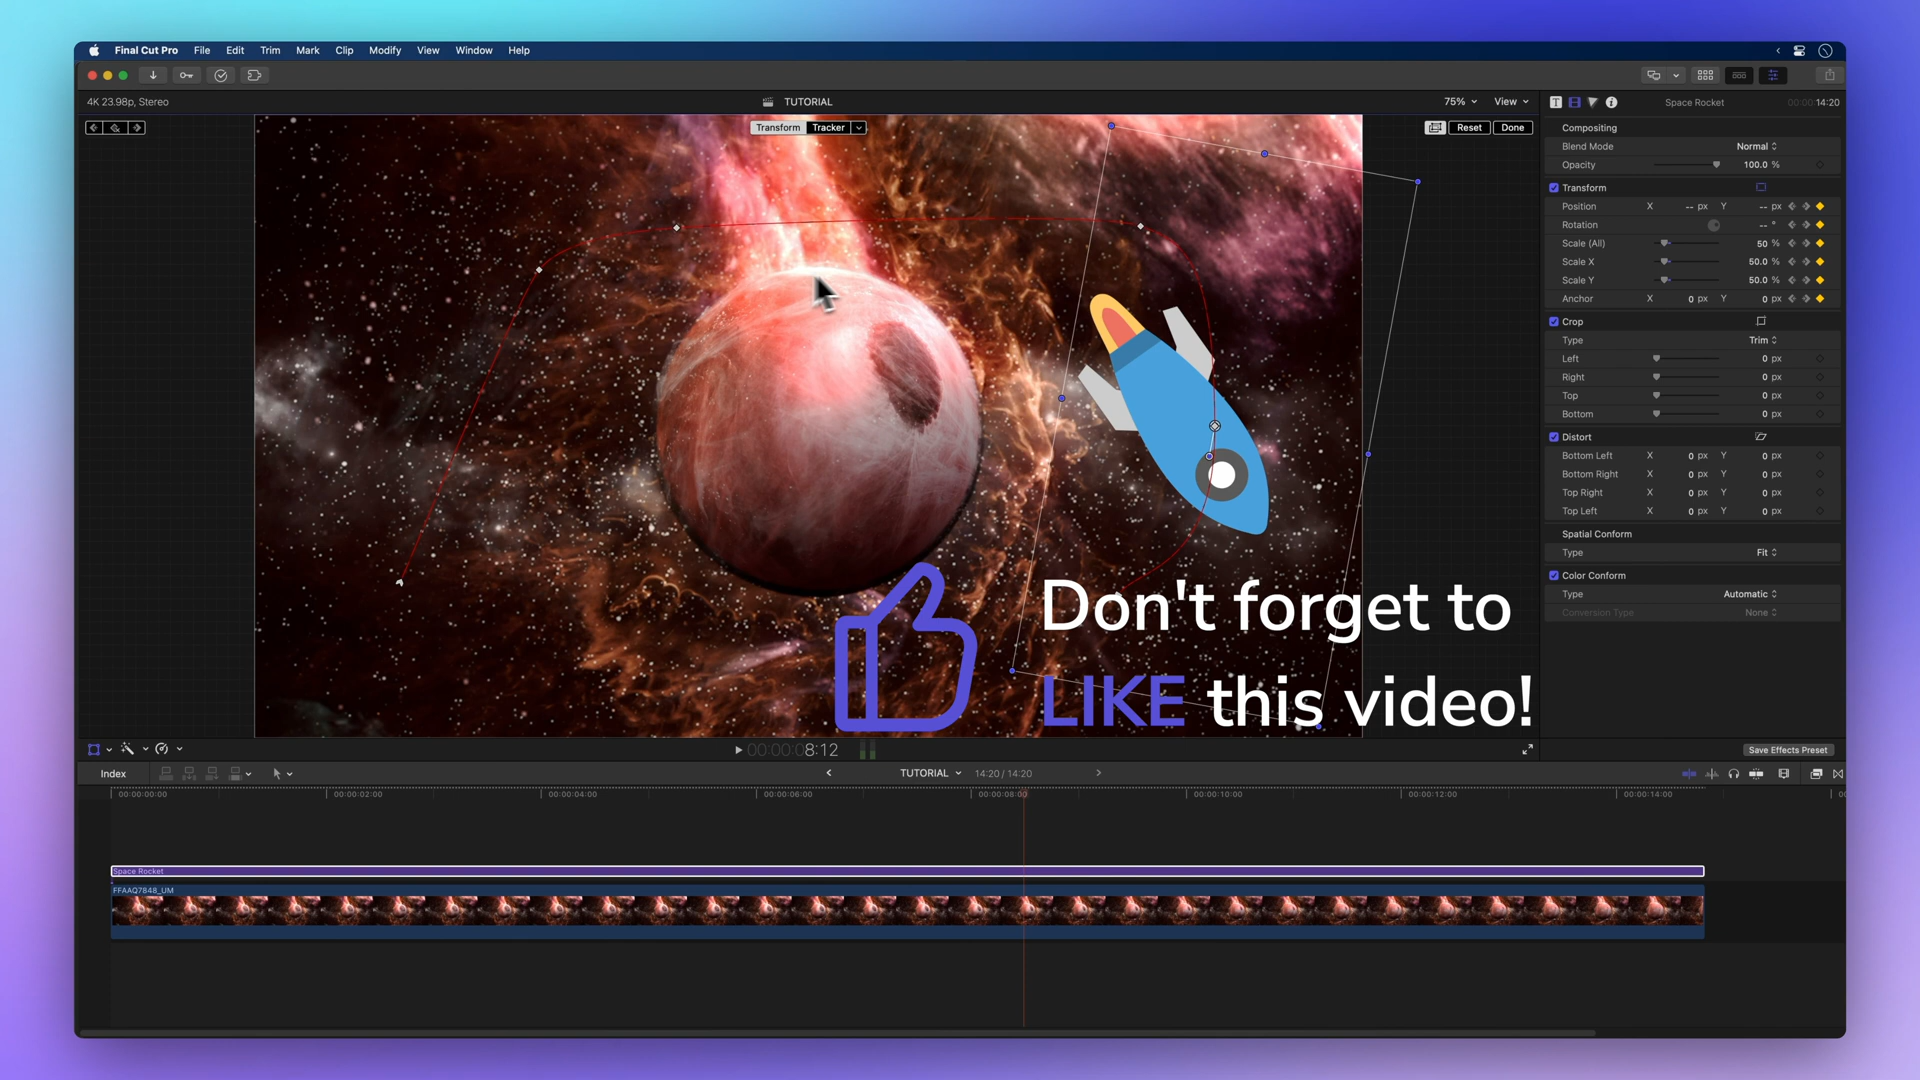 Final Cut Pro File Edit Trim Mark Clip Modify View Window Help
4K 23.98p, Stereo TUTORIAL 75% View Space Rocket 00:00:14:20
Transform Tracker Reset Done
Compositing
Blend Mode Normal
Opacity 100.0 %
Transform
Position X -- px Y -- px
Rotation -- °
Scale (All) 50 %
Scale X 50.0 %
Scale Y 50.0 %
Anchor X 0 px Y 0 px
Crop
Type Trim
Left 0 px
Right 0 px
Top 0 px
Bottom 0 px
Distort
Bottom Left X 0 px Y 0 px
Bottom Right X 0 px Y 0 px
Top Right X 0 px Y 0 px
Top Left X 0 px Y 0 px
Spatial Conform
Type Fit
Color Conform
Type Automatic
Conversion Type None
Don't forget to
LIKE this video!
00:00:08:12 Save Effects Preset
Index TUTORIAL 14:20 / 14:20
00:00:00:00 00:00:02:00 00:00:04:00 00:00:06:00 00:00:08:00 00:00:10:00 00:00:12:00 00:00:14:00
Space Rocket
FFAAQ7848_UM